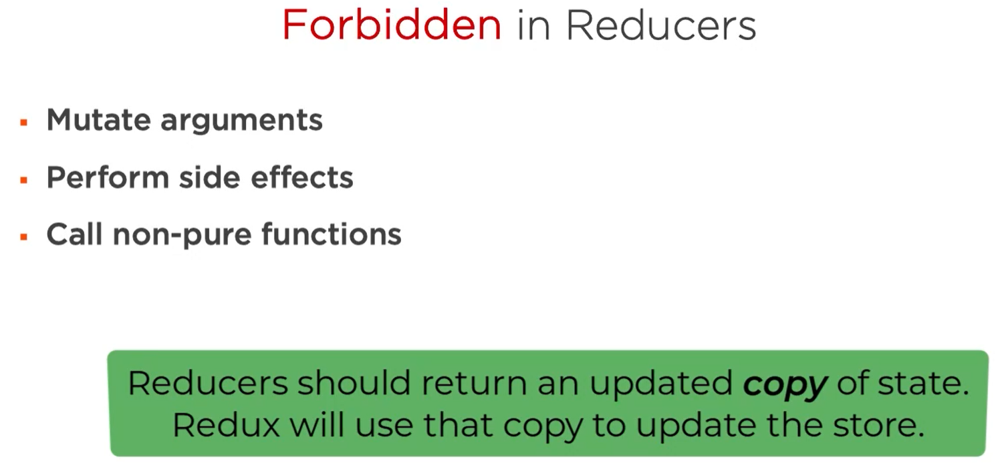 Forbidden in Reducers
Mutate arguments
Perform side effects
Call non-pure functions
Reducers should return an updated copy of state.
Redux will use that copy to update the store.